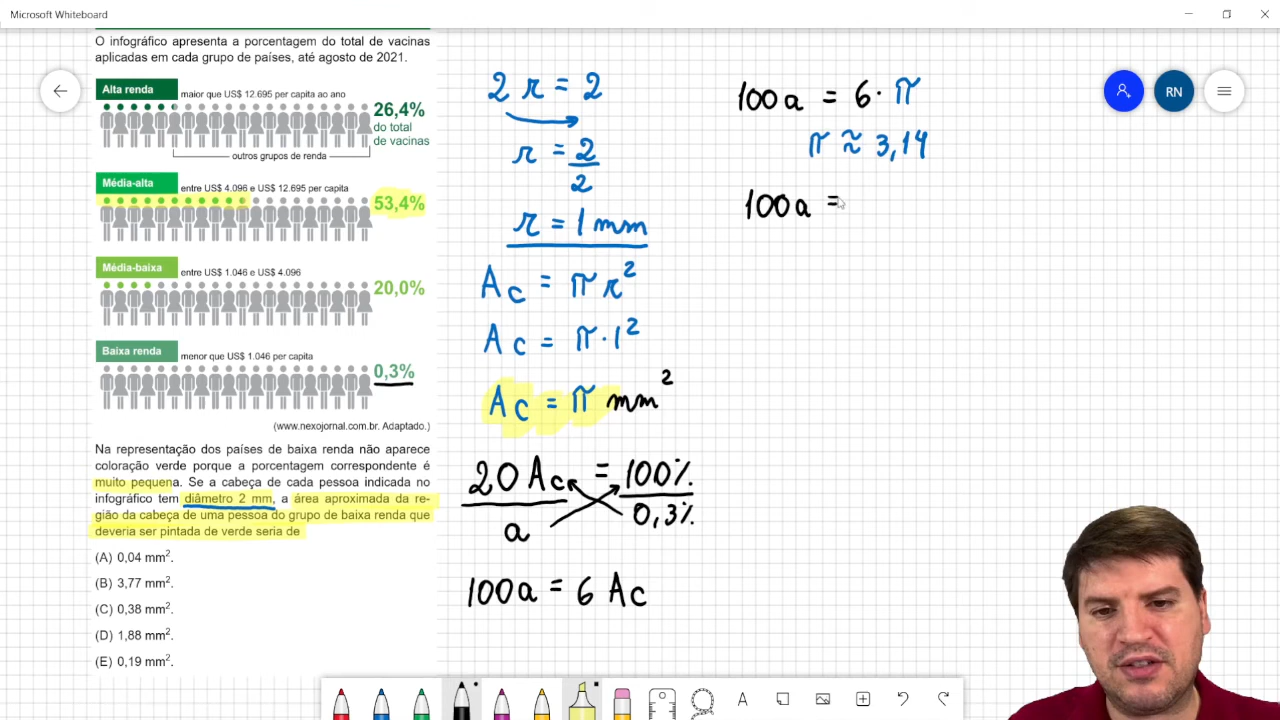 Microsoft Whiteboard
O infográfico apresenta a porcentagem do total de vacinas
aplicadas em cada grupo de países, até agosto de 2021.
Alta renda
maior que US$ 12.695 per capita ao ano
26,4%
do total
de vacinas
outros grupos de renda
Média-alta
entre US$ 4.096 e US$ 12.695 per capita
53,4%
Média-baixa
entre US$ 1.046 e US$ 4.096
20,0%
Baixa renda
menor que US$ 1.046 per capita
0,3%
(www.nexojornal.com.br. Adaptado.)
Na representação dos países de baixa renda não aparece
coloração verde porque a porcentagem correspondente é
muito pequena. Se a cabeça de cada pessoa indicada no
infográfico tem diâmetro 2 mm, a área aproximada da re-
gião da cabeça de uma pessoa do grupo de baixa renda que
deveria ser pintada de verde seria de
(A) 0,04 mm².
(B) 3,77 mm².
(C) 0,38 mm².
(D) 1,88 mm².
(E) 0,19 mm².
2 r = 2
r = 2
2
r = 1 mm
Ac = π r²
Ac = π · 1²
Ac = π mm²
20 Ac = 100%
a 0,3%
100a = 6 Ac
100a = 6 · π
π ≈ 3,14
100a =
RN
A